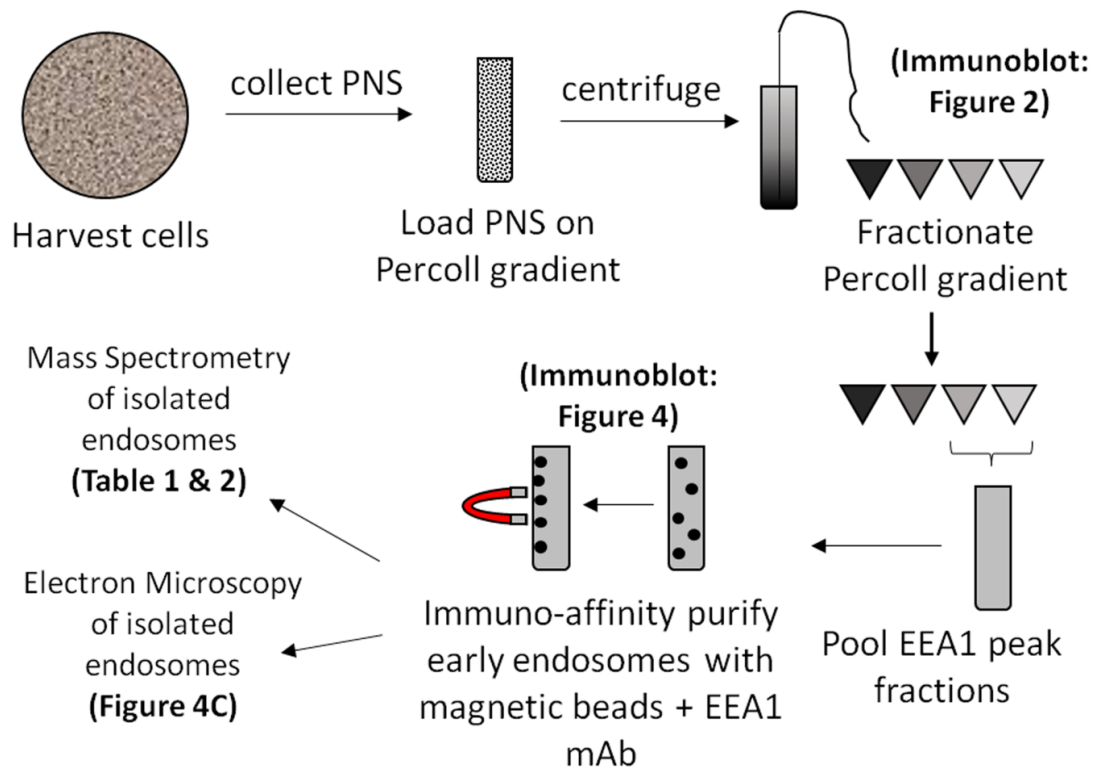 collect PNS
centrifuge
(Immunoblot:
Figure 2)
Harvest cells
Load PNS on
Percoll gradient
Fractionate
Percoll gradient
Mass Spectrometry
of isolated
endosomes
(Table 1 & 2)
(Immunoblot:
Figure 4)
Electron Microscopy
of isolated
endosomes
(Figure 4C)
Immuno-affinity purify
early endosomes with
magnetic beads + EEA1
mAb
Pool EEA1 peak
fractions